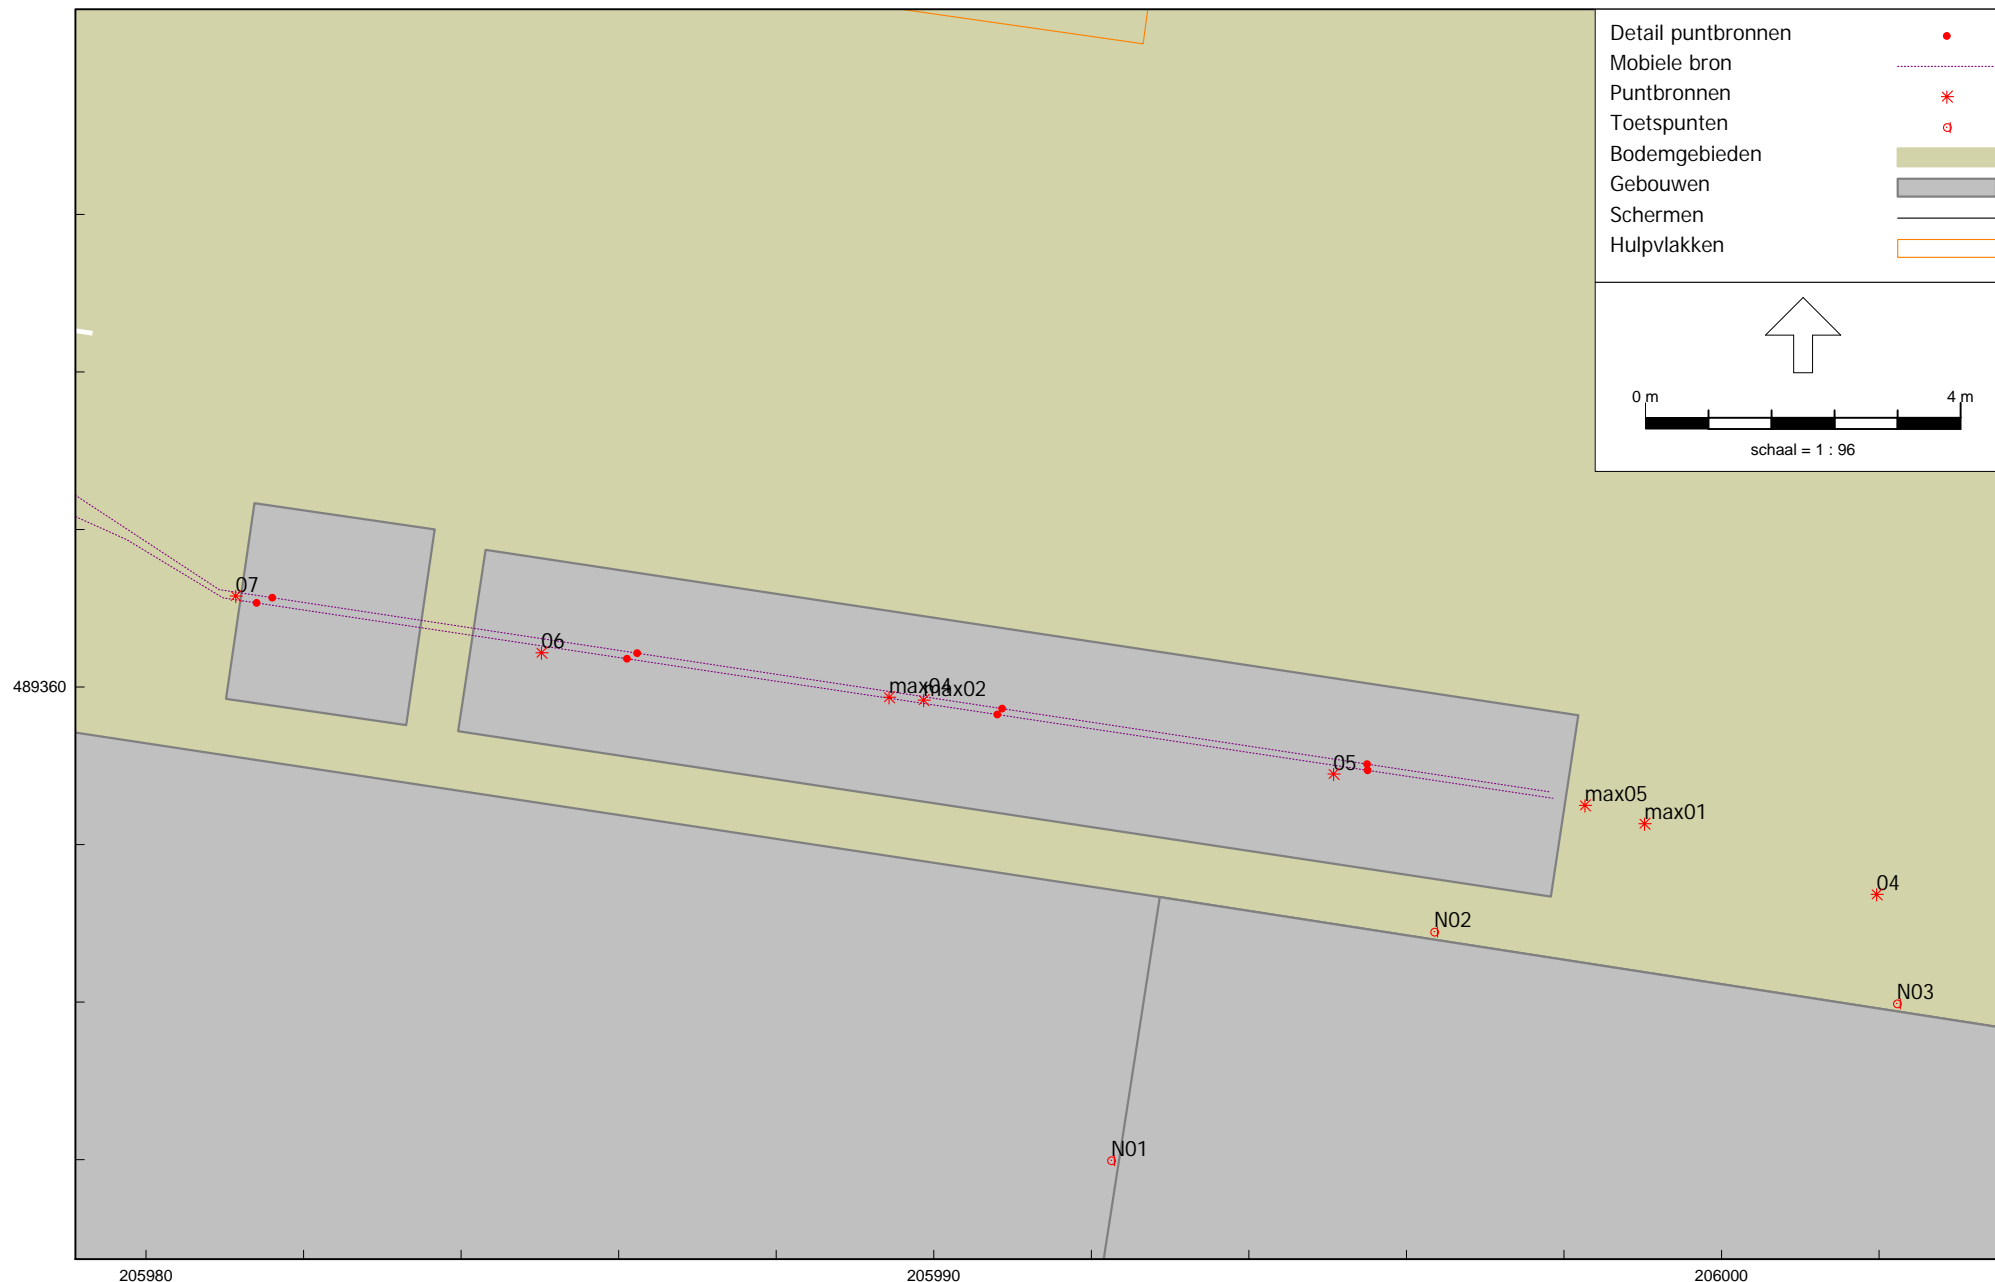 Detail puntbronnen
Mobiele bron
Puntbronnen
Toetspunten
Bodemgebieden
Gebouwen
Schermen
Hulpvlakken
0 m 4 m
schaal = 1 : 96
07
06
489360
max04
max02
05
max05
max01
04
N02
N03
N01
205980 205990 206000